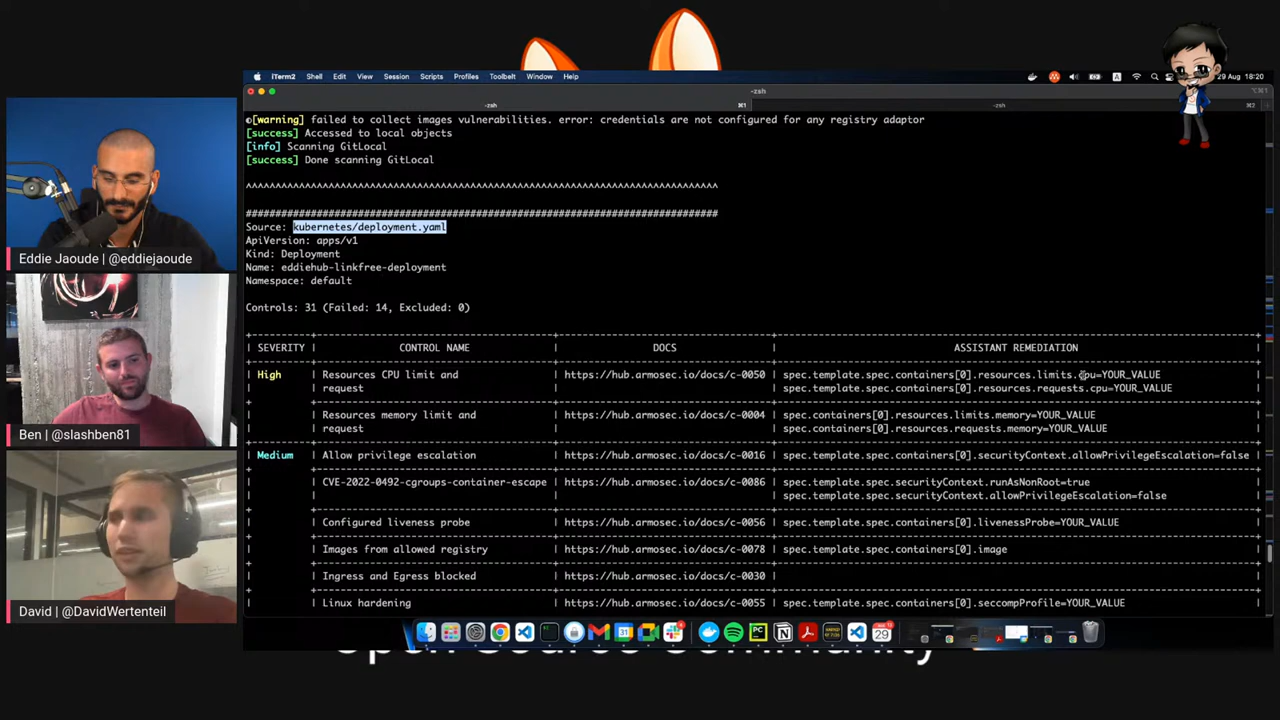 iTerm2 Shell Edit View Session Scripts Profiles Toolbelt Window Help
29 Aug 18:20
-zsh
-zsh ⌘1 -zsh ⌘2
[warning] failed to collect images vulnerabilities. error: credentials are not configured for any registry adaptor
[success] Accessed to local objects
[info] Scanning GitLocal
[success] Done scanning GitLocal
^^^^^^^^^^^^^^^^^^^^^^^^^^^^^^^^^^^^^^^^^^^^^^^^^^^^^^^^^^^^^^^^^^^^^^^^^^^^^^^^
################################################################################
Source: kubernetes/deployment.yaml
ApiVersion: apps/v1
Kind: Deployment
Name: eddiehub-linkfree-deployment
Namespace: default
Controls: 31 (Failed: 14, Excluded: 0)
SEVERITY | CONTROL NAME | DOCS | ASSISTANT REMEDIATION
High | Resources CPU limit and | https://hub.armosec.io/docs/c-0050 | spec.template.spec.containers[0].resources.limits.cpu=YOUR_VALUE
request | spec.template.spec.containers[0].resources.requests.cpu=YOUR_VALUE
Resources memory limit and | https://hub.armosec.io/docs/c-0004 | spec.containers[0].resources.limits.memory=YOUR_VALUE
request | spec.containers[0].resources.requests.memory=YOUR_VALUE
Medium | Allow privilege escalation | https://hub.armosec.io/docs/c-0016 | spec.template.spec.containers[0].securityContext.allowPrivilegeEscalation=false
CVE-2022-0492-cgroups-container-escape | https://hub.armosec.io/docs/c-0086 | spec.template.spec.securityContext.runAsNonRoot=true
spec.template.spec.securityContext.allowPrivilegeEscalation=false
Configured liveness probe | https://hub.armosec.io/docs/c-0056 | spec.template.spec.containers[0].livenessProbe=YOUR_VALUE
Images from allowed registry | https://hub.armosec.io/docs/c-0078 | spec.template.spec.containers[0].image
Ingress and Egress blocked | https://hub.armosec.io/docs/c-0030
Linux hardening | https://hub.armosec.io/docs/c-0055 | spec.template.spec.containers[0].seccompProfile=YOUR_VALUE
Eddie Jaoude | @eddiejaoude
Ben | @slashben81
David | @DavidWertenteil
Open Source Community